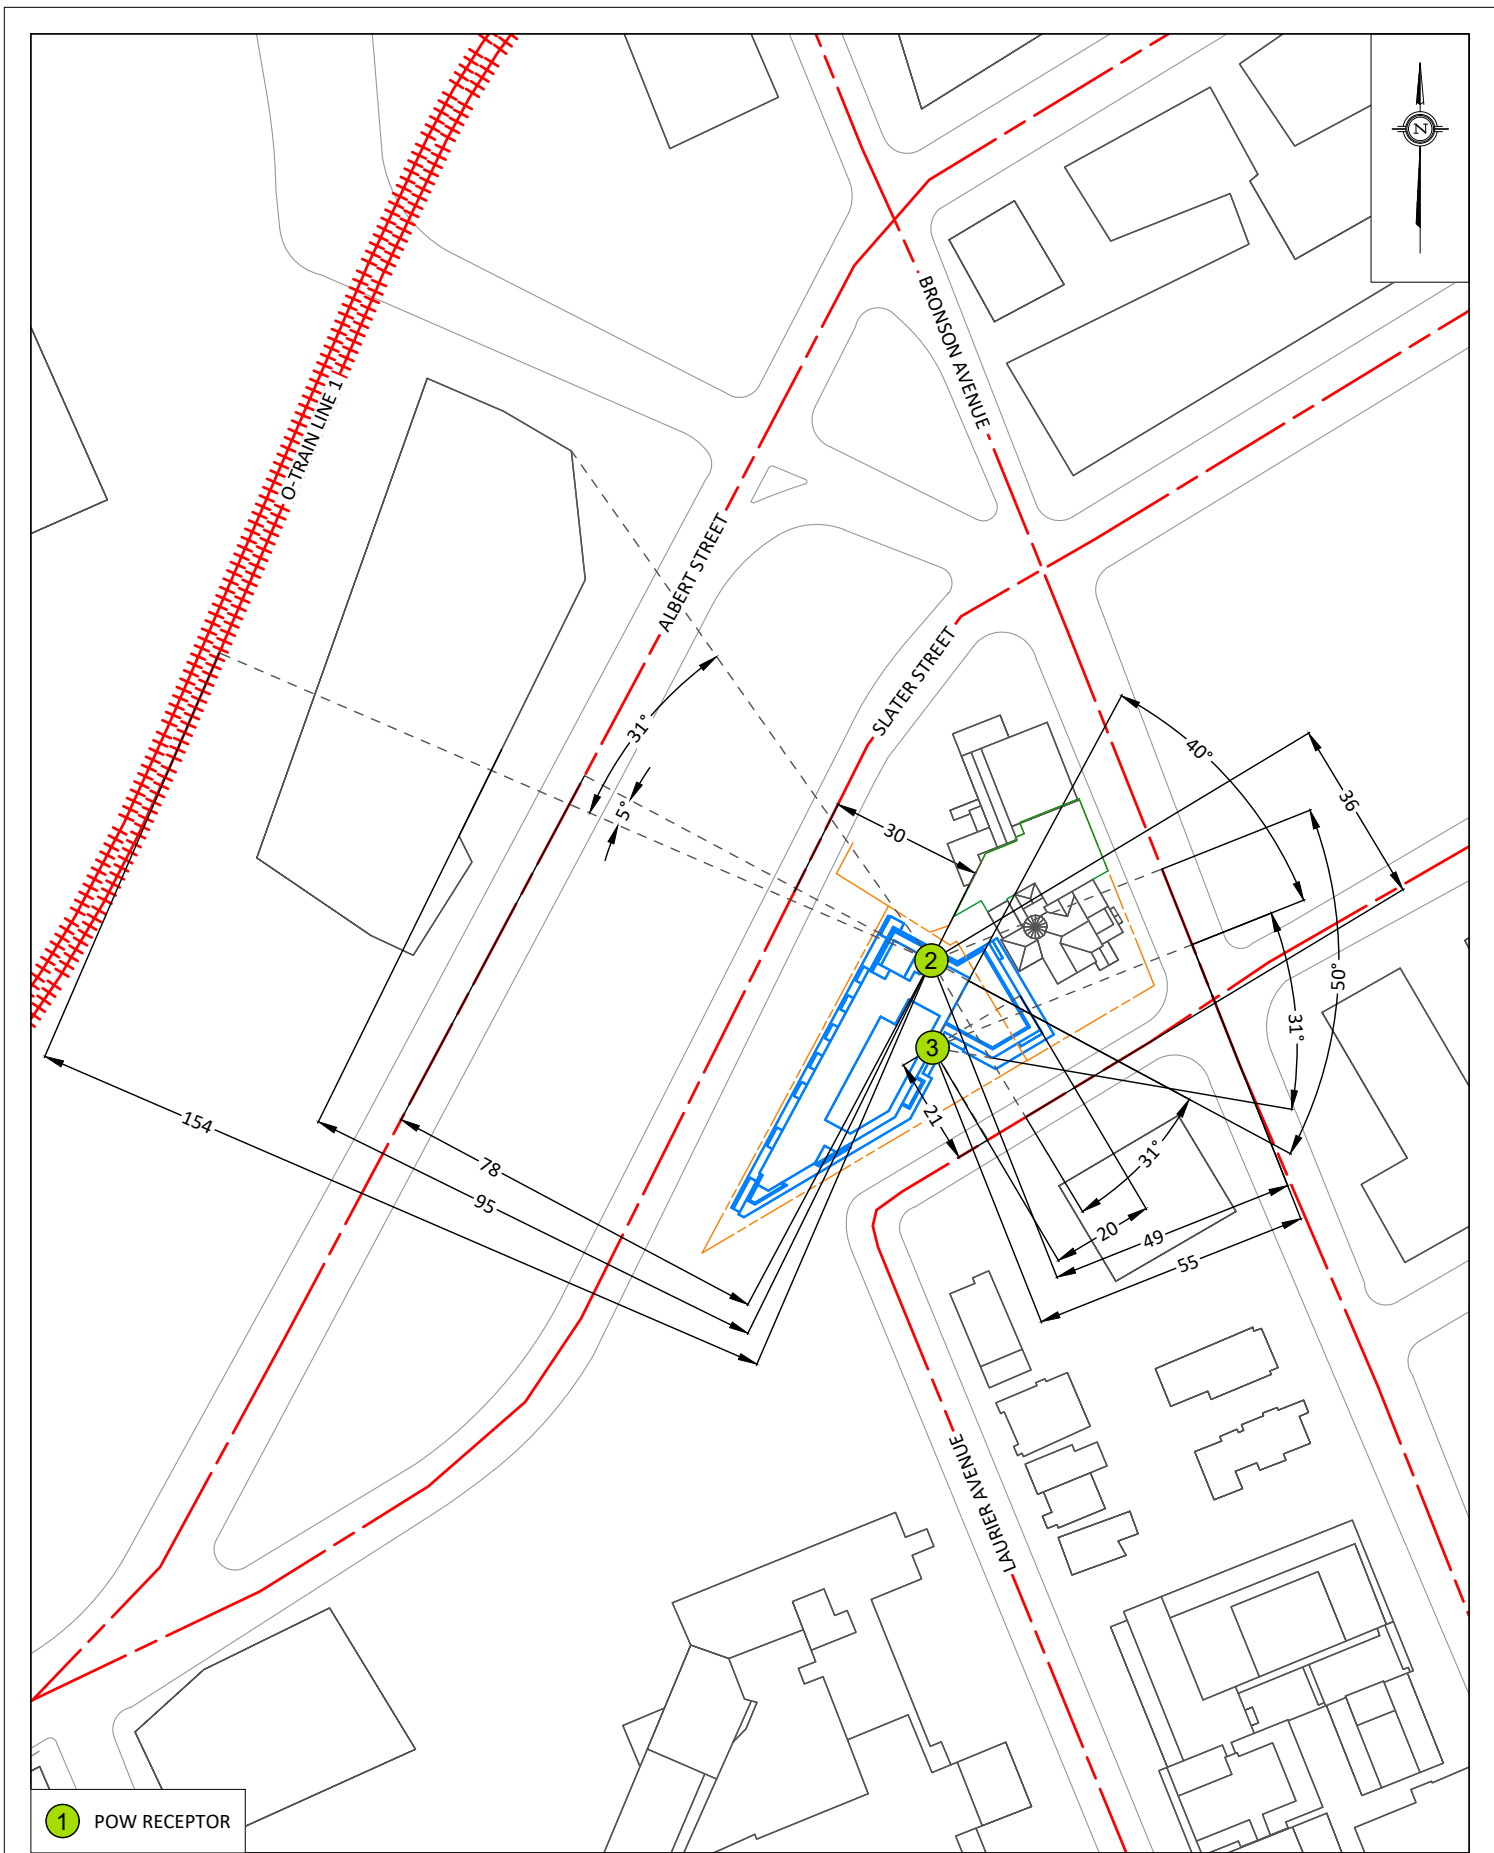 N
BRONSON AVENUE
O-TRAIN LINE 1
ALBERT STREET
SLATER STREET
31°
5°
30
40°
36
2
50°
31°
3
21
154
78
95
31°
20
49
55
LAURIER AVENUE
1 POW RECEPTOR